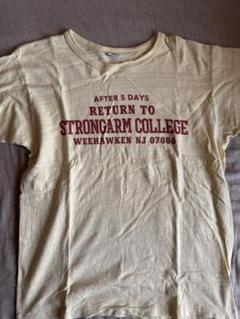 AFTER 5 DAYS
RETURN TO
STRONGARM COLLEGE
WEEHAWKEN NJ 07086